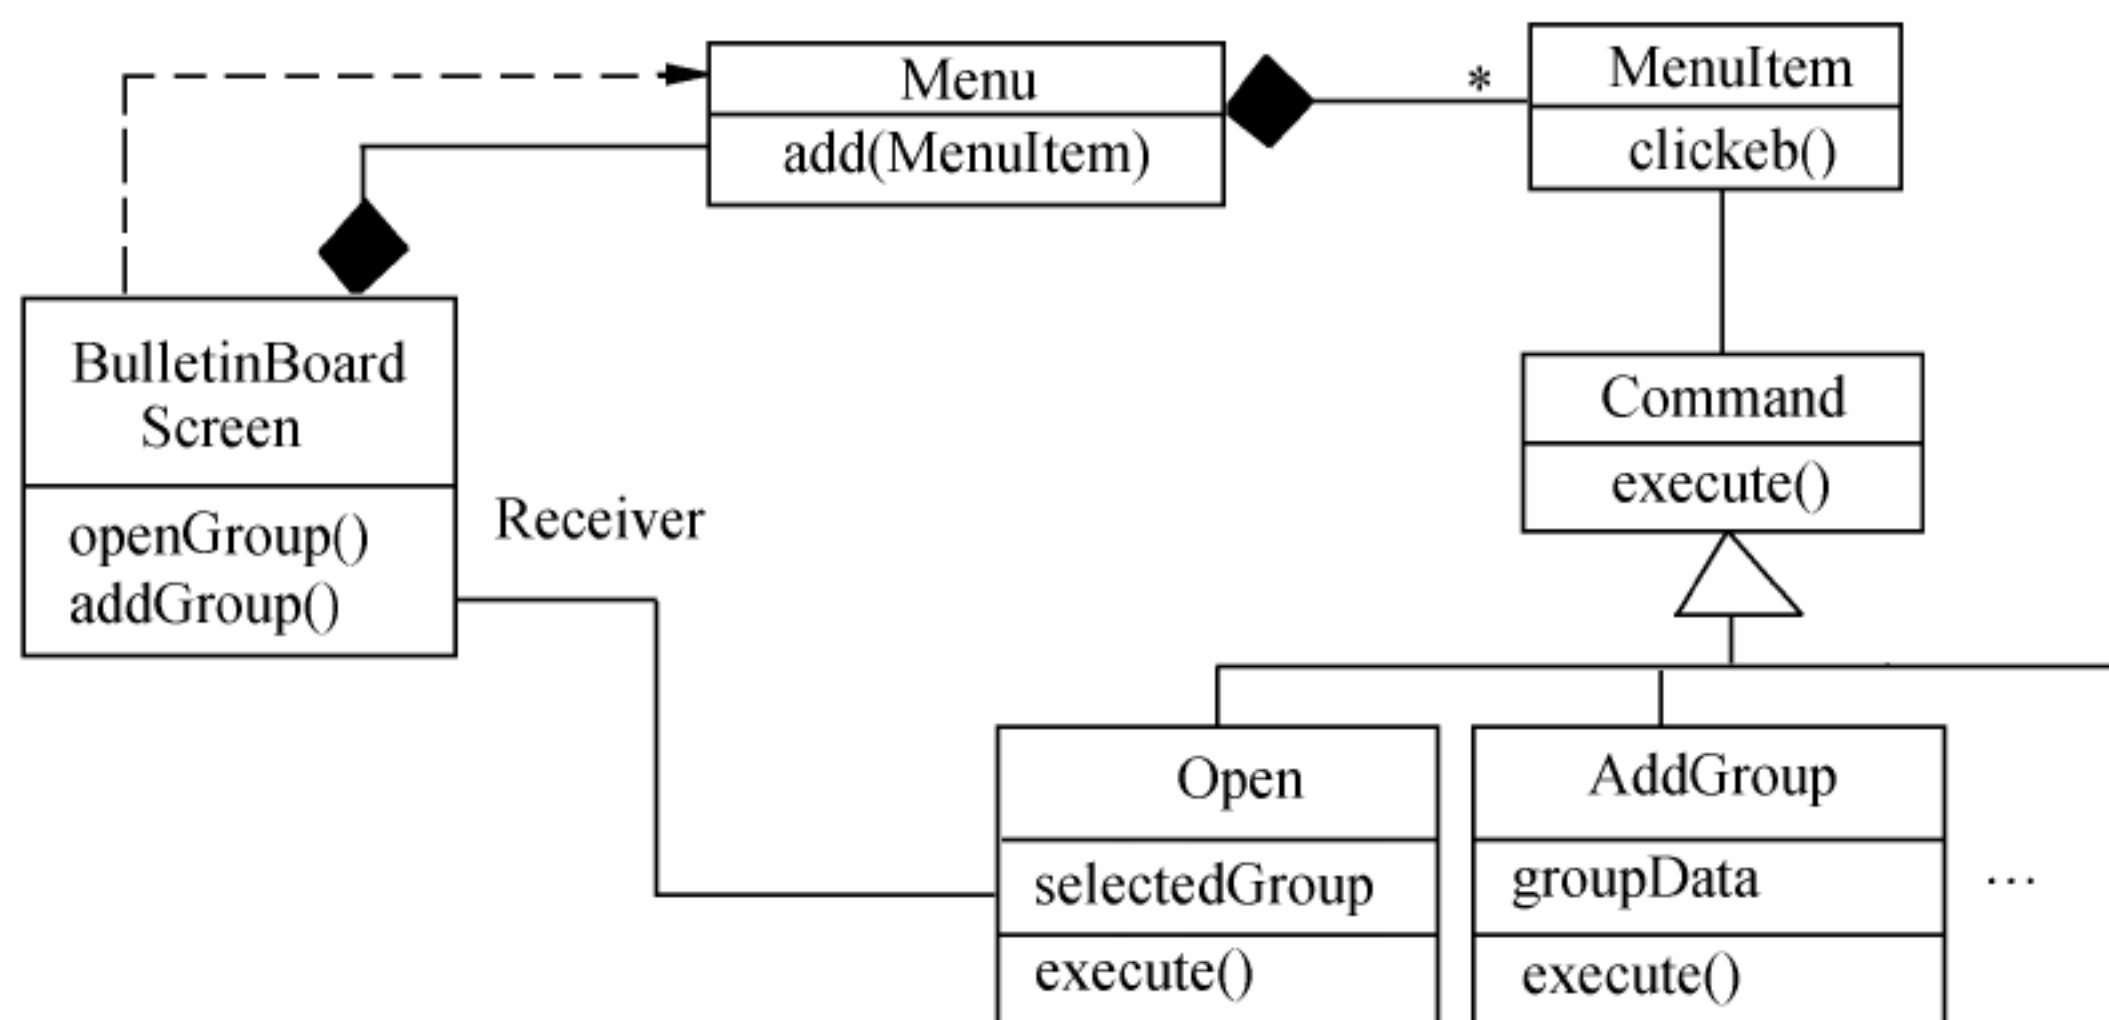 Menu
add(MenuItem)
*
MenuItem
clickeb()
BulletinBoard
Screen
openGroup()
addGroup()
Receiver
Command
execute()
Open
selectedGroup
execute()
AddGroup
groupData
execute()
…